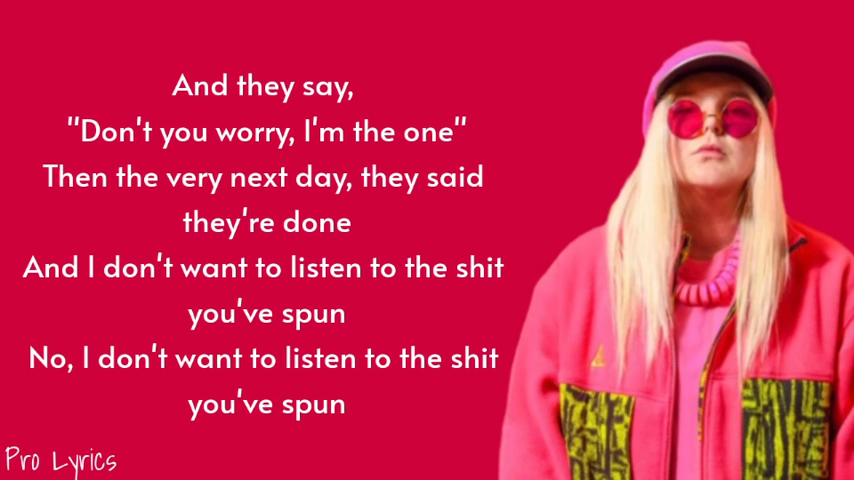 And they say,
"Don't you worry, I'm the one"
Then the very next day, they said
they're done
And I don't want to listen to the shit
you've spun
No, I don't want to listen to the shit
you've spun
Pro Lyrics